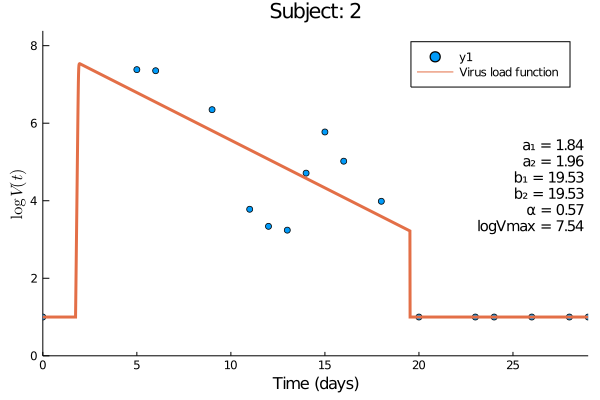 Subject: 2
y1
Virus load function
a₁ = 1.84
a₂ = 1.96
b₁ = 19.53
b₂ = 19.53
α = 0.57
logVmax = 7.54
log V(t)
8
6
4
2
0
0 5 10 15 20 25
Time (days)